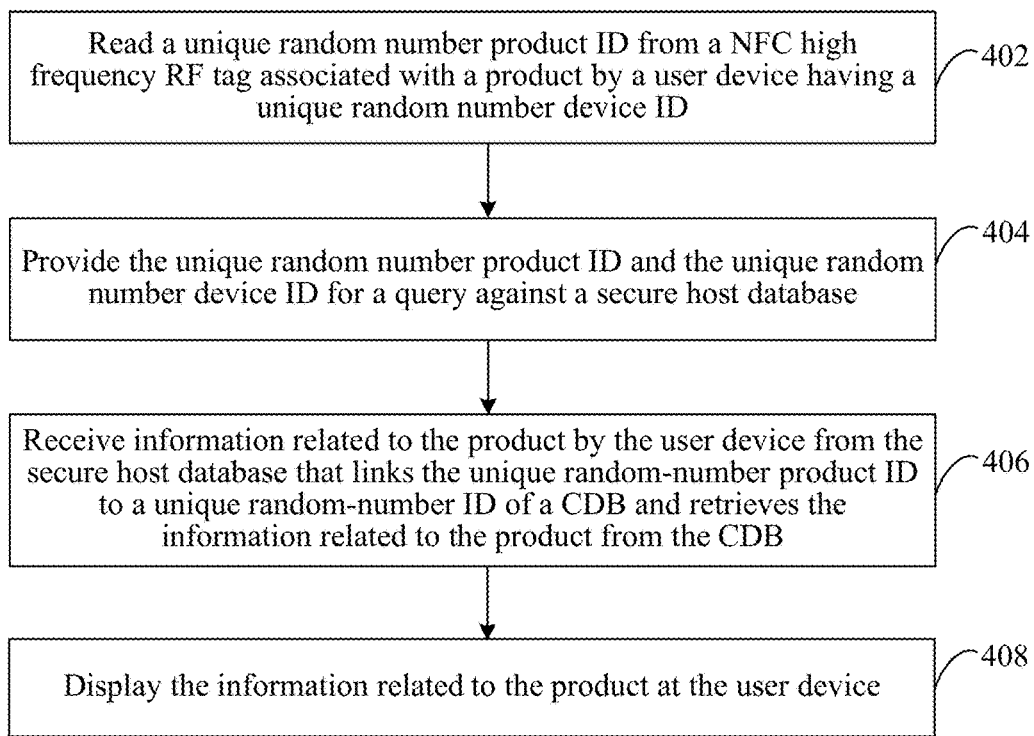 Read a unique random number product ID from a NFC high
frequency RF tag associated with a product by a user device having a
unique random number device ID
402
Provide the unique random number product ID and the unique random
number device ID for a query against a secure host database
404
Receive information related to the product by the user device from the
secure host database that links the unique random-number product ID
to a unique random-number ID of a CDB and retrieves the
information related to the product from the CDB
406
Display the information related to the product at the user device
408